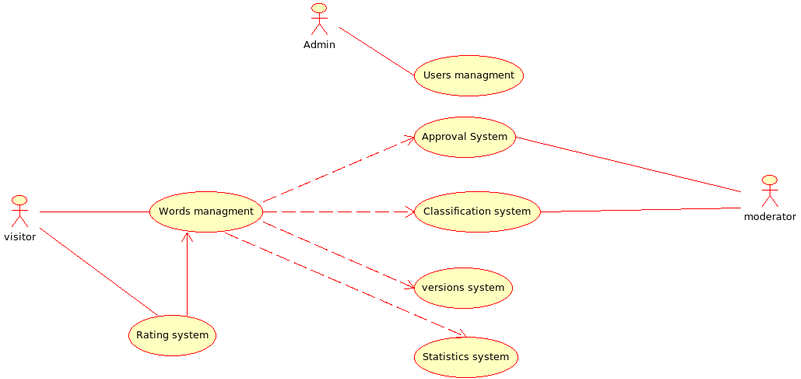 Admin
Users managment
Approval System
visitor
Words managment
Classification system
moderator
versions system
Rating system
Statistics system